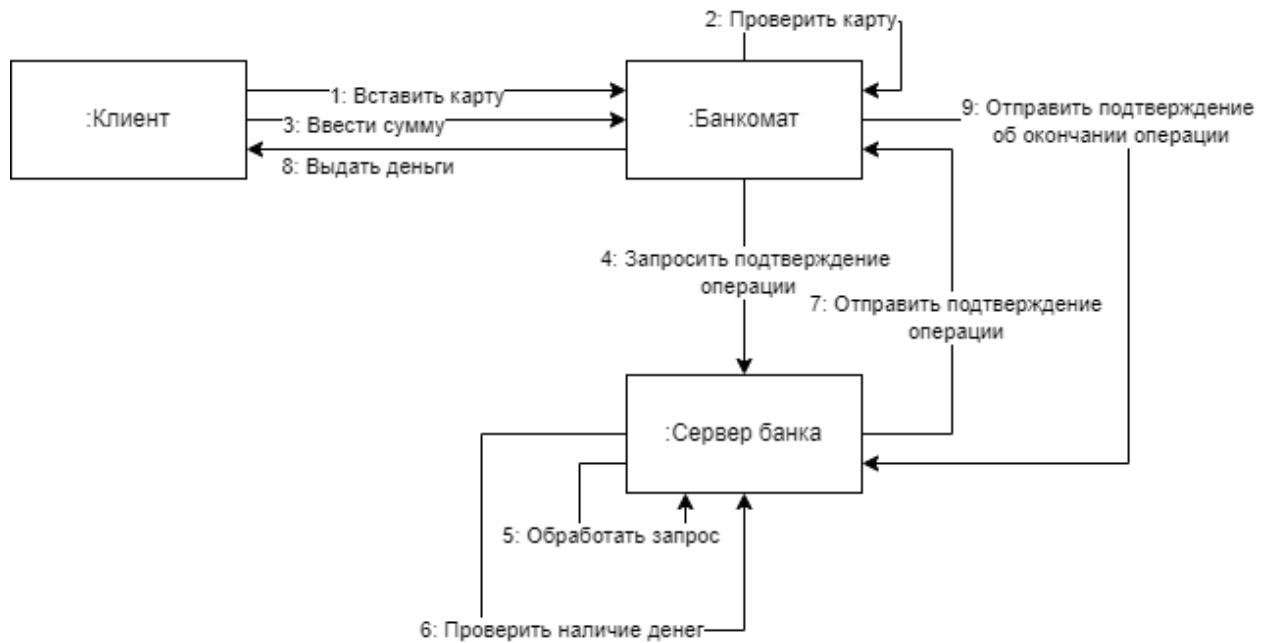 2: Проверить карту
:Клиент
1: Вставить карту
3: Ввести сумму
8: Выдать деньги
:Банкомат
9: Отправить подтверждение
об окончании операции
4: Запросить подтверждение
операции
7: Отправить подтверждение
операции
:Сервер банка
5: Обработать запрос
6: Проверить наличие денег